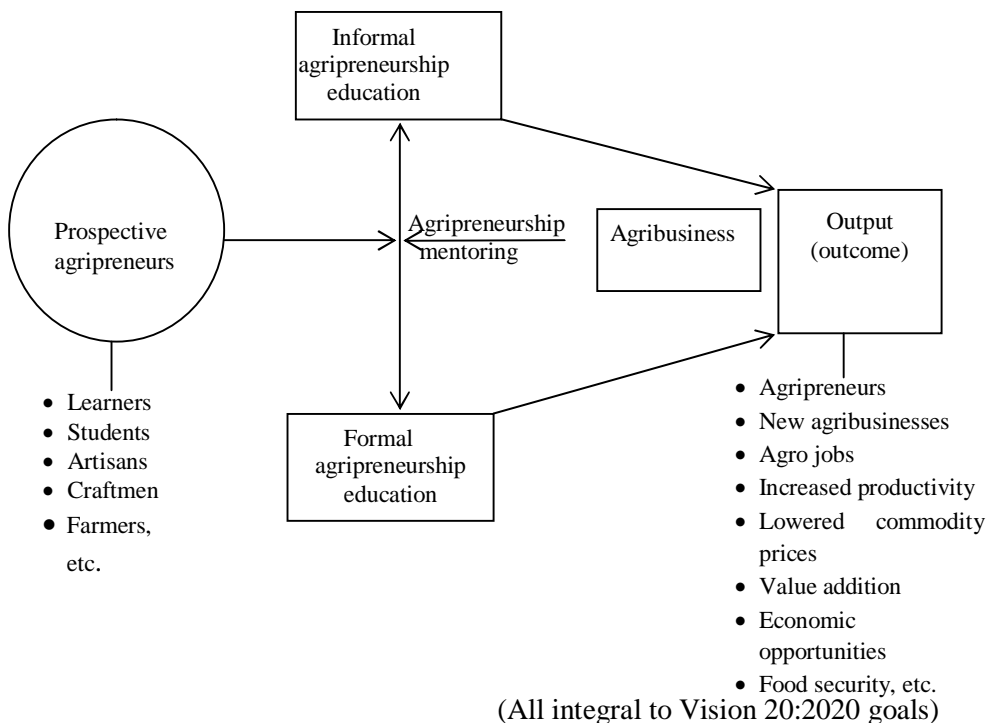 Informal
agripreneurship
education
Prospective
agripreneurs
Agripreneurship
mentoring
Agribusiness
Output
(outcome)
• Learners
• Students
• Artisans
• Craftmen
• Farmers,
etc.
Formal
agripreneurship
education
• Agripreneurs
• New agribusinesses
• Agro jobs
• Increased productivity
• Lowered commodity
prices
• Value addition
• Economic
opportunities
• Food security, etc.
(All integral to Vision 20:2020 goals)